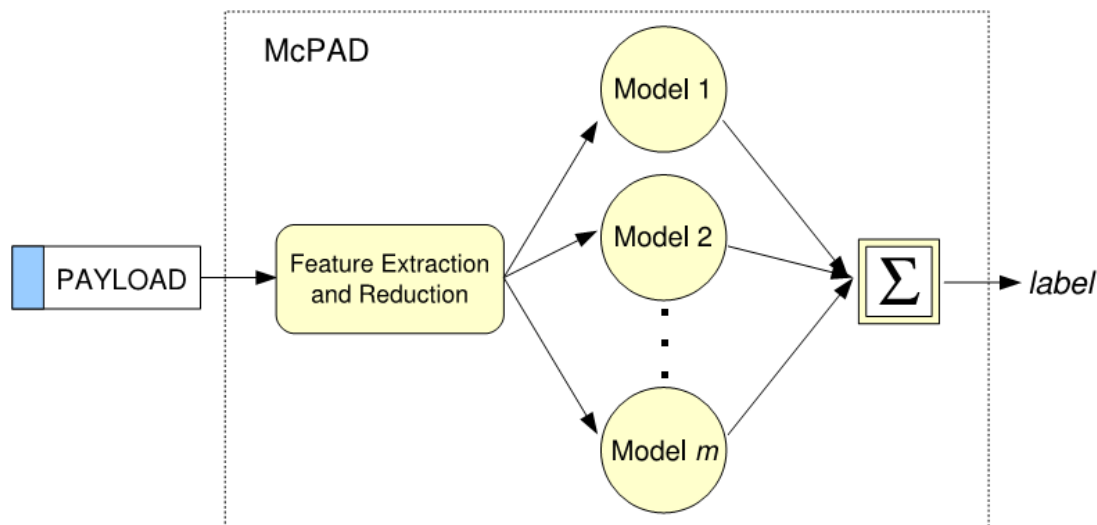 McPAD
Model 1
Model 2
Model m
PAYLOAD
Feature Extraction
and Reduction
Σ
label